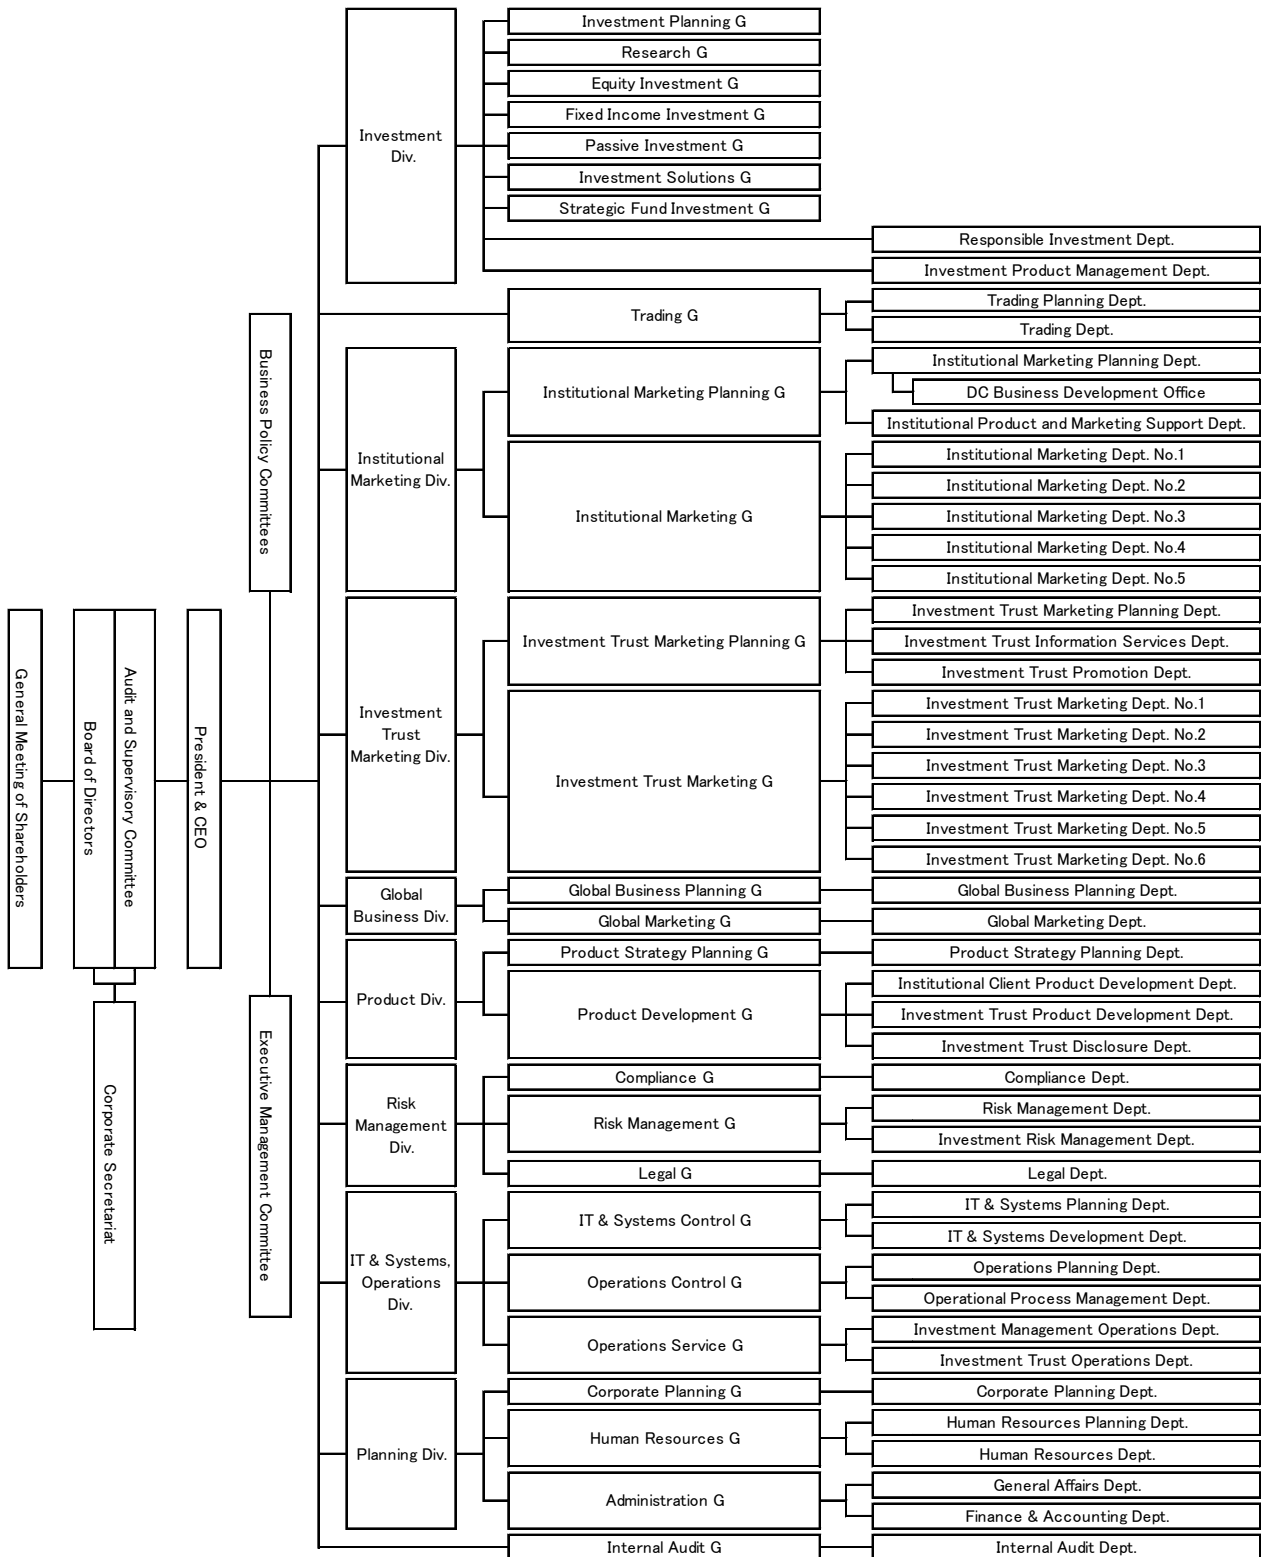 General Meeting of Shareholders
Board of Directors
Audit and Supervisory Committee
Corporate Secretariat
President & CEO
Business Policy Committees
Executive Management Committee
Investment
Div.
Investment Planning G
Research G
Equity Investment G
Fixed Income Investment G
Passive Investment G
Investment Solutions G
Strategic Fund Investment G
Responsible Investment Dept.
Investment Product Management Dept.
Trading G
Trading Planning Dept.
Trading Dept.
Institutional
Marketing Div.
Institutional Marketing Planning G
Institutional Marketing Planning Dept.
DC Business Development Office
Institutional Product and Marketing Support Dept.
Institutional Marketing G
Institutional Marketing Dept. No.1
Institutional Marketing Dept. No.2
Institutional Marketing Dept. No.3
Institutional Marketing Dept. No.4
Institutional Marketing Dept. No.5
Investment
Trust
Marketing Div.
Investment Trust Marketing Planning G
Investment Trust Marketing Planning Dept.
Investment Trust Information Services Dept.
Investment Trust Promotion Dept.
Investment Trust Marketing G
Investment Trust Marketing Dept. No.1
Investment Trust Marketing Dept. No.2
Investment Trust Marketing Dept. No.3
Investment Trust Marketing Dept. No.4
Investment Trust Marketing Dept. No.5
Investment Trust Marketing Dept. No.6
Global
Business Div.
Global Business Planning G
Global Business Planning Dept.
Global Marketing G
Global Marketing Dept.
Product Div.
Product Strategy Planning G
Product Strategy Planning Dept.
Product Development G
Institutional Client Product Development Dept.
Investment Trust Product Development Dept.
Investment Trust Disclosure Dept.
Risk
Management
Div.
Compliance G
Compliance Dept.
Risk Management G
Risk Management Dept.
Investment Risk Management Dept.
Legal G
Legal Dept.
IT & Systems,
Operations
Div.
IT & Systems Control G
IT & Systems Planning Dept.
IT & Systems Development Dept.
Operations Control G
Operations Planning Dept.
Operational Process Management Dept.
Operations Service G
Investment Management Operations Dept.
Investment Trust Operations Dept.
Planning Div.
Corporate Planning G
Corporate Planning Dept.
Human Resources G
Human Resources Planning Dept.
Human Resources Dept.
Administration G
General Affairs Dept.
Finance & Accounting Dept.
Internal Audit G
Internal Audit Dept.